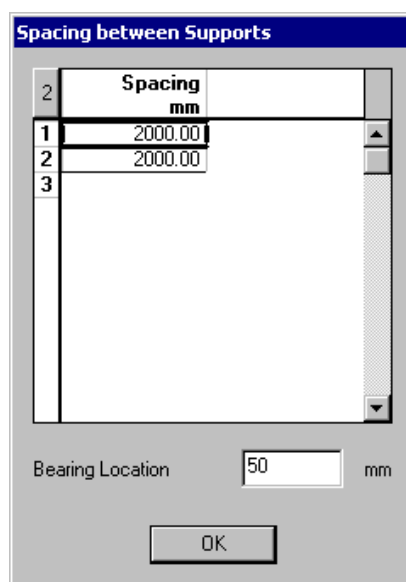 Spacing between Supports
2 Spacing
mm
1 2000.00
2 2000.00
3
Bearing Location 50 mm
OK